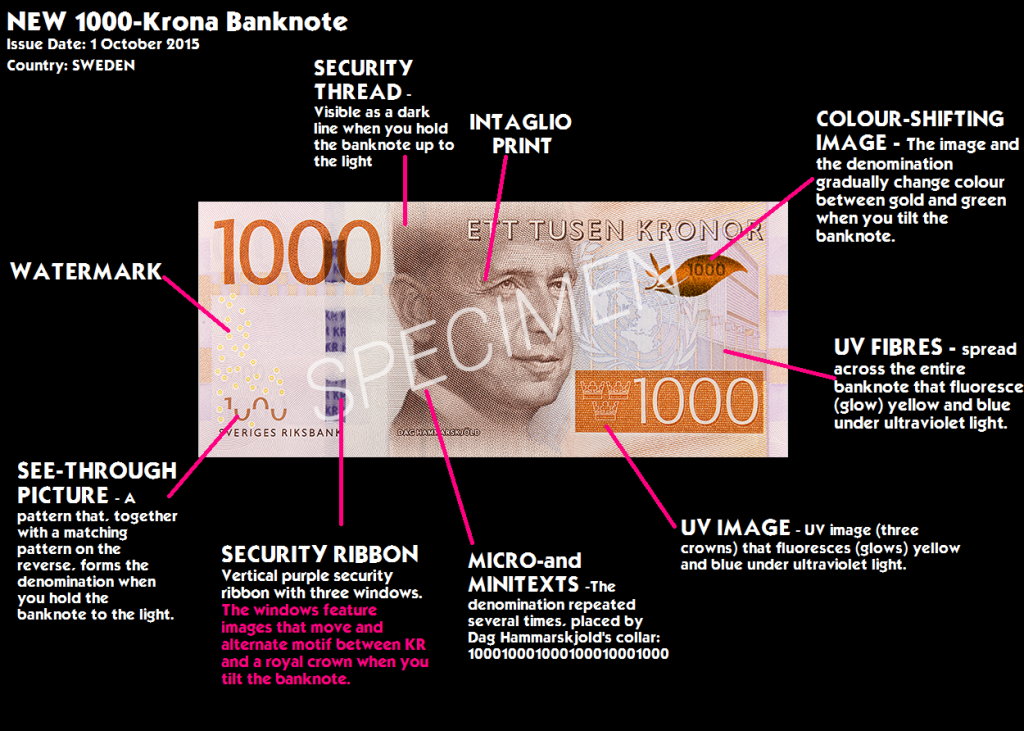 NEW 1000-Krona Banknote
Issue Date: 1 October 2015
Country: SWEDEN
SECURITY
THREAD -
Visible as a dark
line when you hold
the banknote up to
the light
INTAGLIO
PRINT
COLOUR-SHIFTING
IMAGE - The image and
the denomination
gradually change colour
between gold and green
when you tilt the
banknote.
WATERMARK
1000
ETT TUSEN KRONOR
1000
KR
KR
SPECIMEN
1000
SVERIGES RIKSBANK
DAG HAMMARSKJÖLD
UV FIBRES - spread
across the entire
banknote that fluoresce
(glow) yellow and blue
under ultraviolet light.
SEE-THROUGH
PICTURE - A
pattern that, together
with a matching
pattern on the
reverse, forms the
denomination when
you hold the
banknote to the light.
SECURITY RIBBON
Vertical purple security
ribbon with three windows.
The windows feature
images that move and
alternate motif between KR
and a royal crown when you
tilt the banknote.
MICRO-and
MINITEXTS -The
denomination repeated
several times, placed by
Dag Hammarskjold's collar:
1000100010001000100010001000
UV IMAGE - UV image (three
crowns) that fluoresces (glows) yellow
and blue under ultraviolet light.